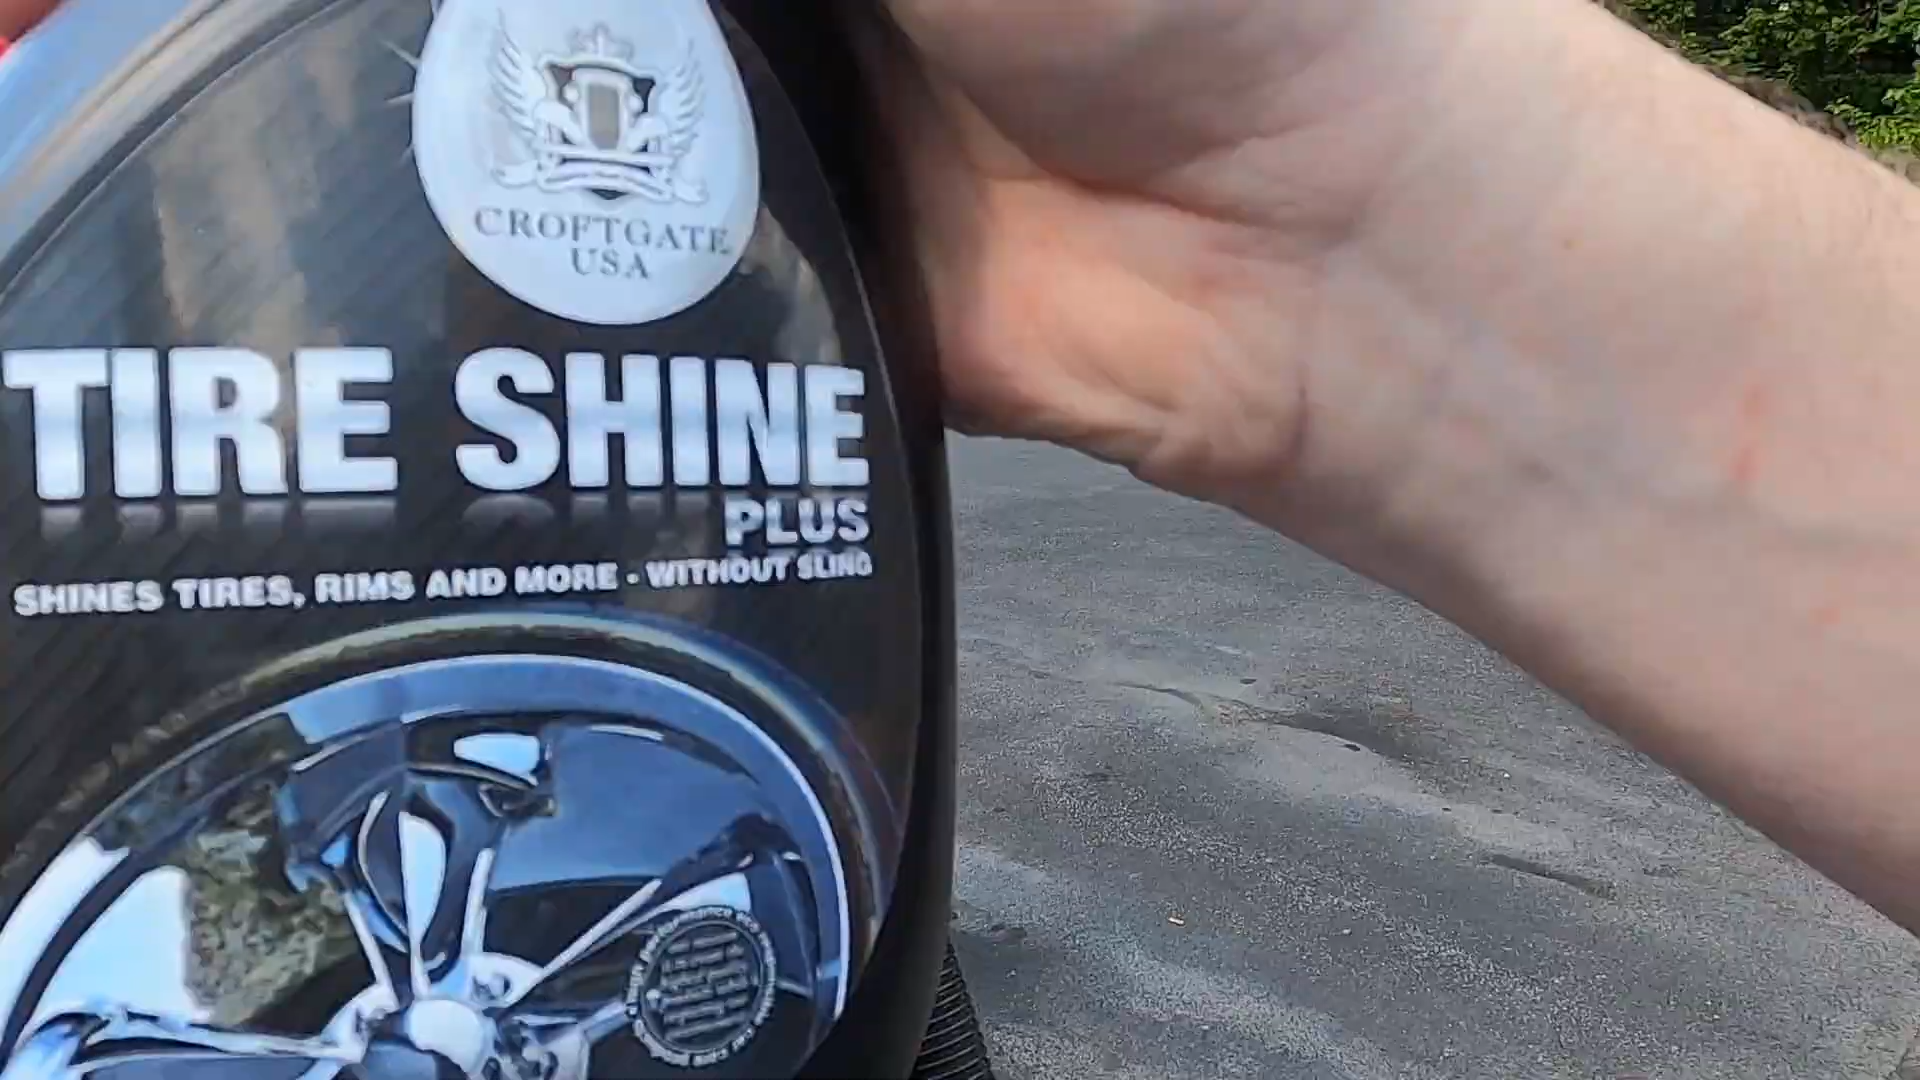 CROFTGATE
USA
TIRE SHINE
PLUS
SHINES TIRES, RIMS AND MORE - WITHOUT SLING